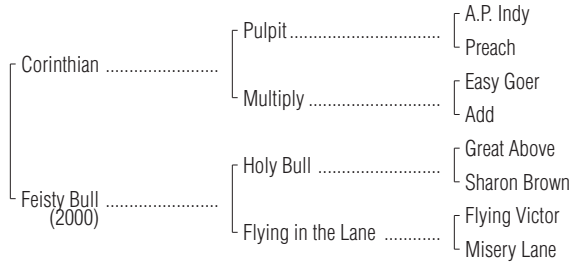 A.P. Indy
Pulpit........................................
Preach
Corinthian ..............................
Easy Goer
Multiply ...................................
Add
Great Above
Holy Bull ................................
Sharon Brown
Feisty Bull ..............................
(2000)
Flying Victor
Flying in the Lane ...............
Misery Lane